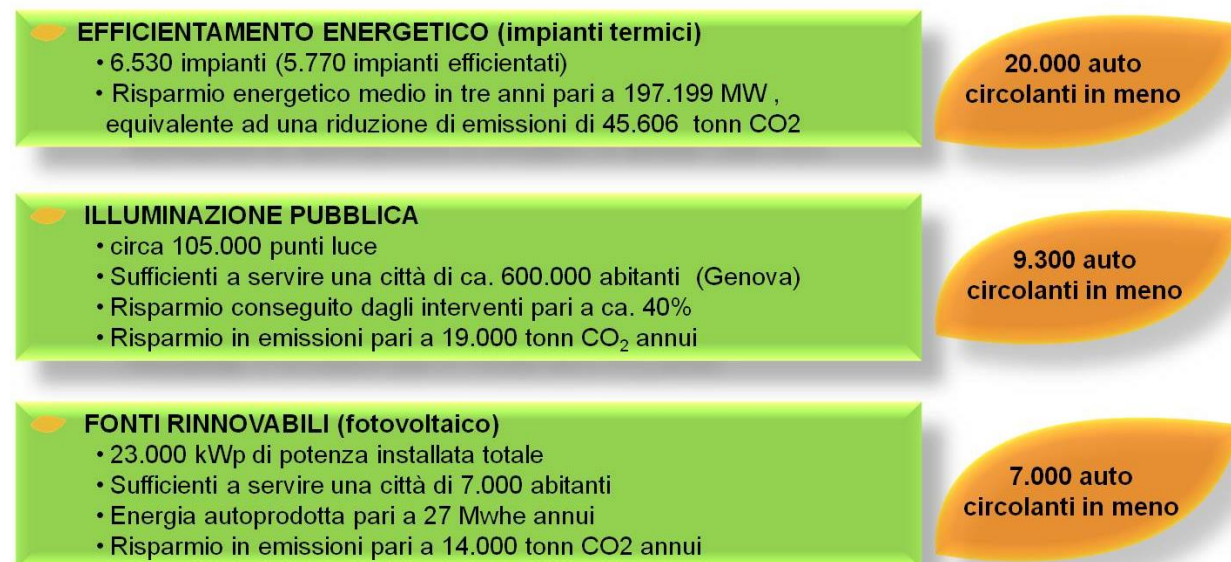 EFFICIENTAMENTO ENERGETICO (impianti termici)
• 6.530 impianti (5.770 impianti efficientati)
• Risparmio energetico medio in tre anni pari a 197.199 MW ,
equivalente ad una riduzione di emissioni di 45.606 tonn CO2
20.000 auto
circolanti in meno
ILLUMINAZIONE PUBBLICA
• circa 105.000 punti luce
• Sufficienti a servire una città di ca. 600.000 abitanti (Genova)
• Risparmio conseguito dagli interventi pari a ca. 40%
• Risparmio in emissioni pari a 19.000 tonn CO₂ annui
9.300 auto
circolanti in meno
FONTI RINNOVABILI (fotovoltaico)
• 23.000 kWp di potenza installata totale
• Sufficienti a servire una città di 7.000 abitanti
• Energia autoprodotta pari a 27 Mwhe annui
• Risparmio in emissioni pari a 14.000 tonn CO2 annui
7.000 auto
circolanti in meno